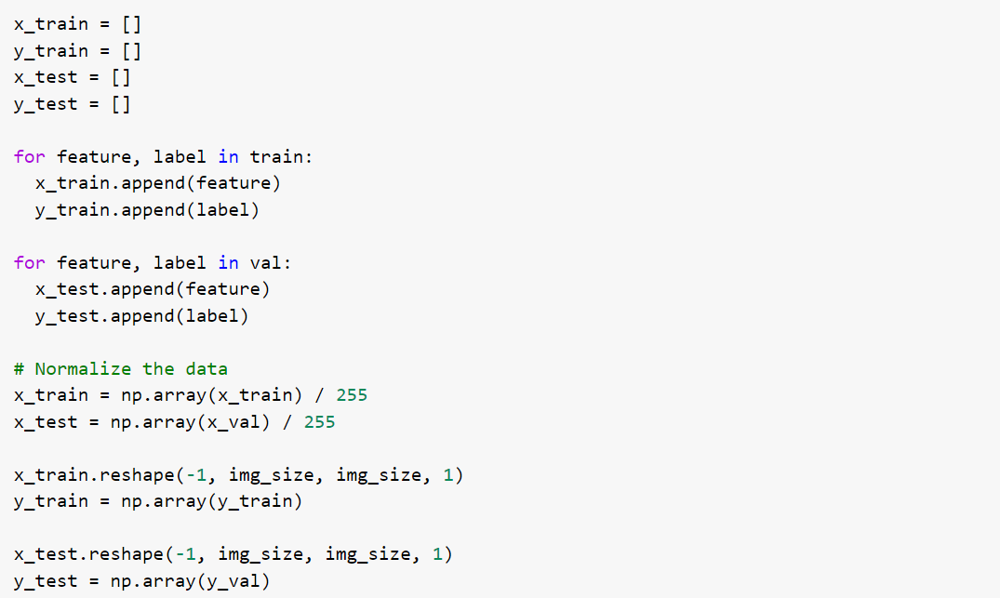 x_train = []
y_train = []
x_test = []
y_test = []

for feature, label in train:
  x_train.append(feature)
  y_train.append(label)

for feature, label in val:
  x_test.append(feature)
  y_test.append(label)

# Normalize the data
x_train = np.array(x_train) / 255
x_test = np.array(x_val) / 255

x_train.reshape(-1, img_size, img_size, 1)
y_train = np.array(y_train)

x_test.reshape(-1, img_size, img_size, 1)
y_test = np.array(y_val)